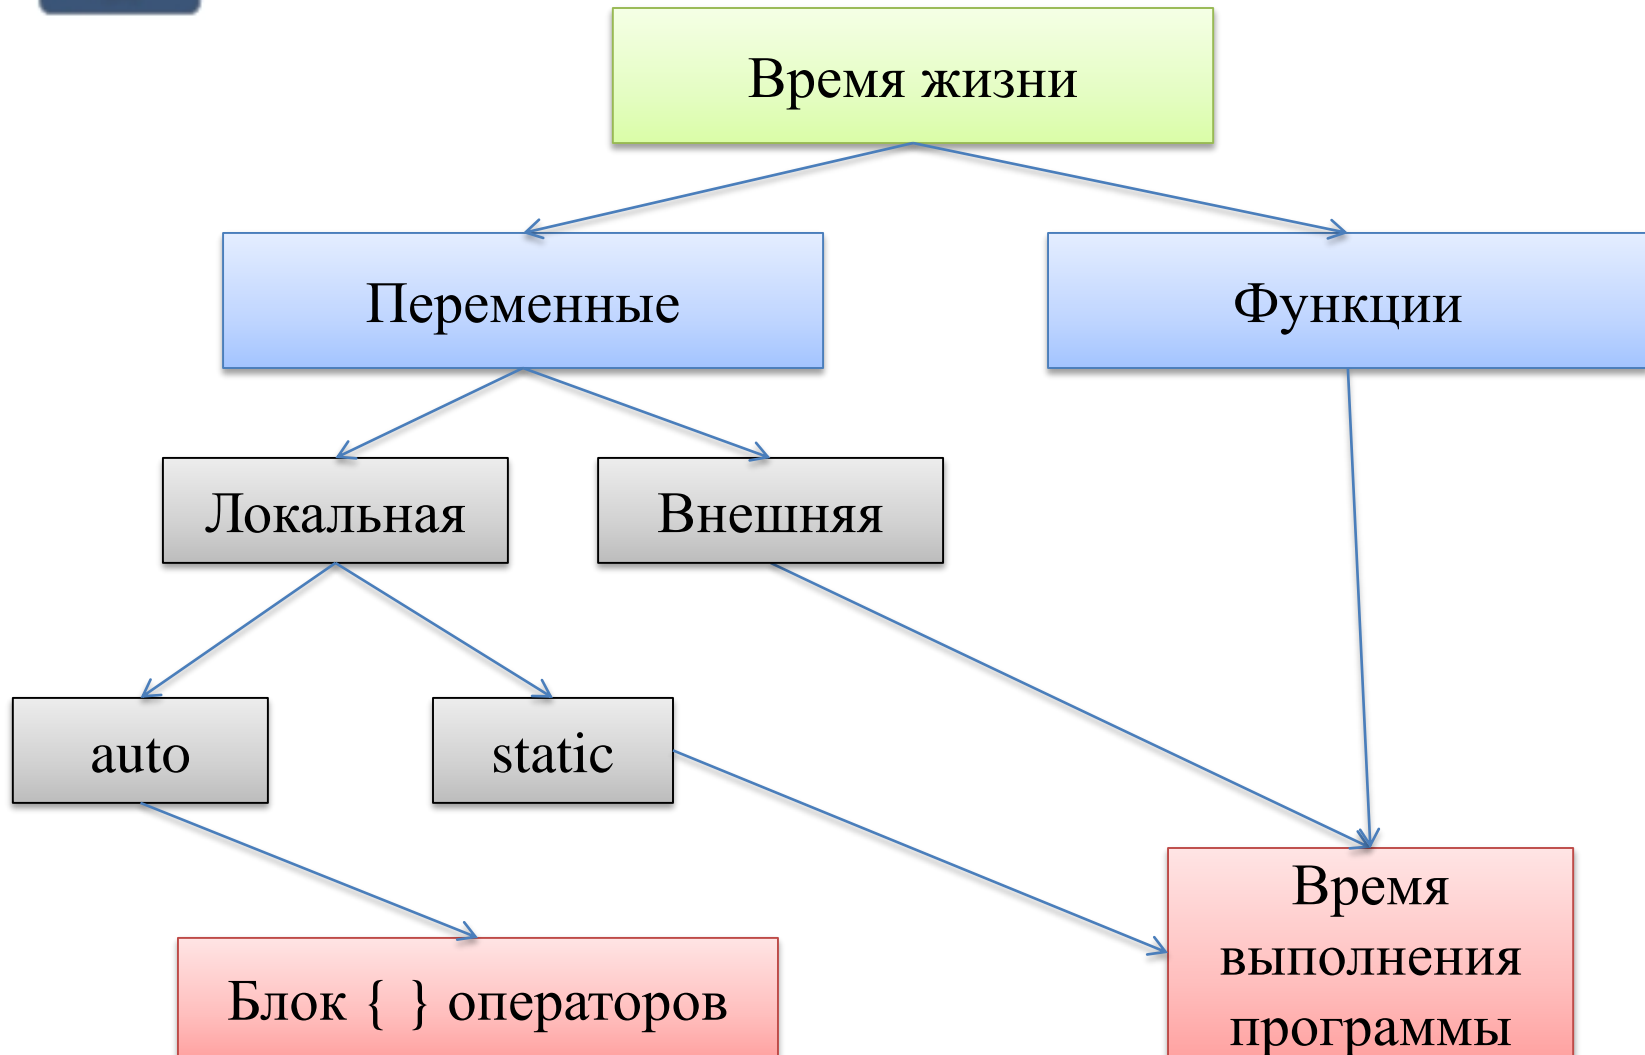 Время жизни
Переменные
Функции
Локальная
Внешняя
auto
static
Время
выполнения
программы
Блок { } операторов